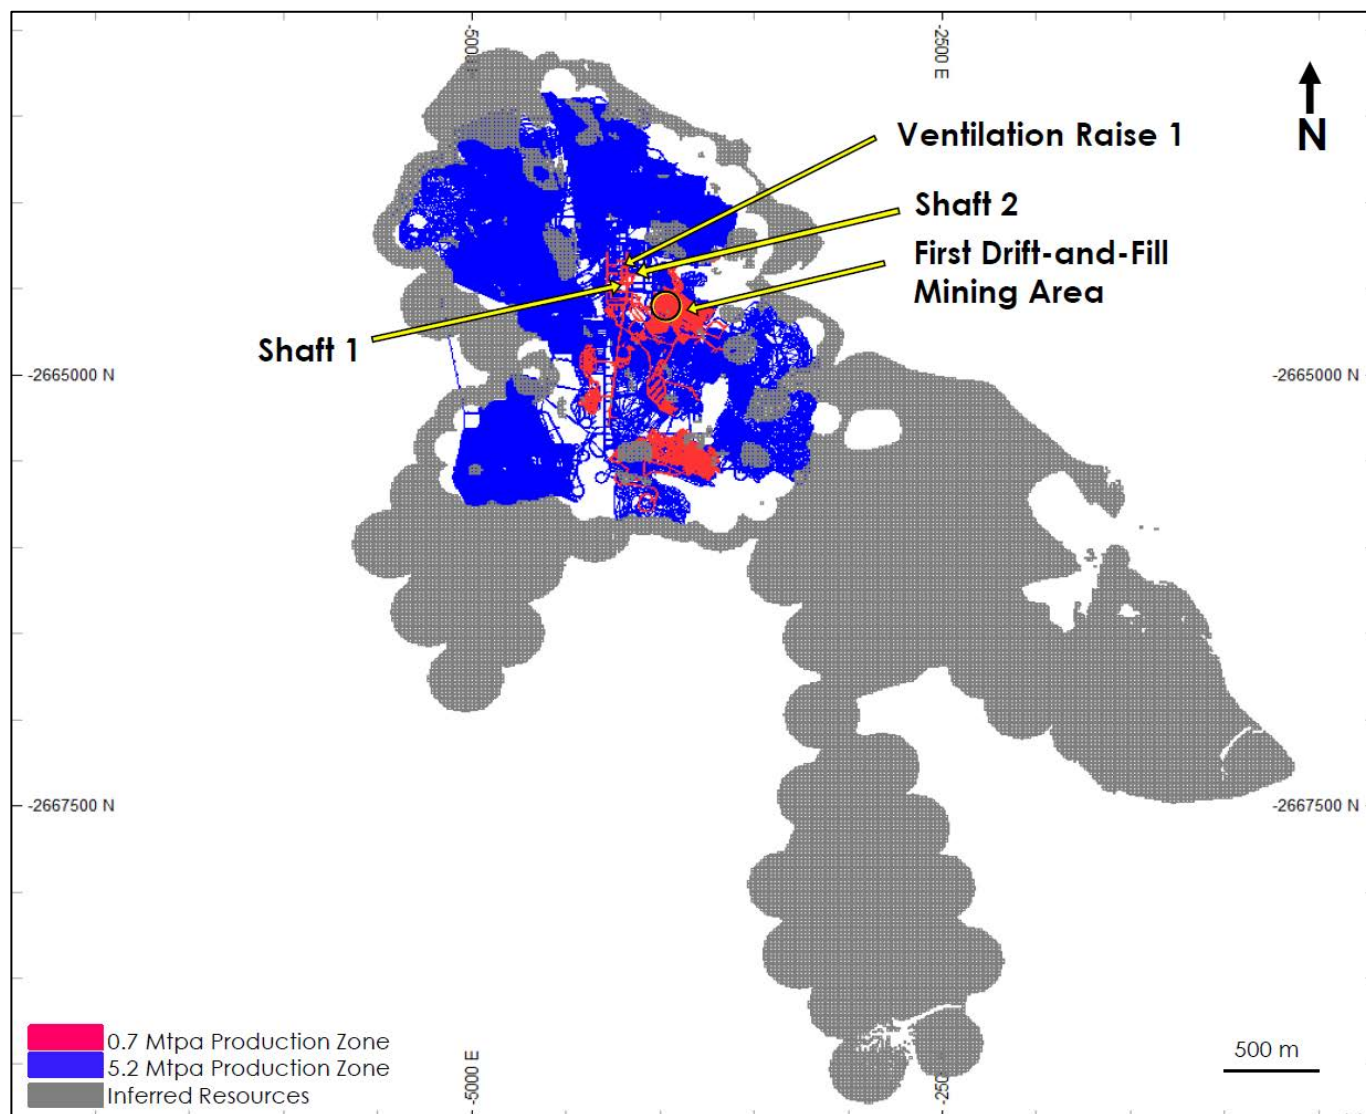 -5000 E
-2500 E
N
Ventilation Raise 1
Shaft 2
First Drift-and-Fill
Mining Area
Shaft 1
-2665000 N
-2665000 N
-2667500 N
-2667500 N
0.7 Mtpa Production Zone
5.2 Mtpa Production Zone
Inferred Resources
-5000 E
500 m